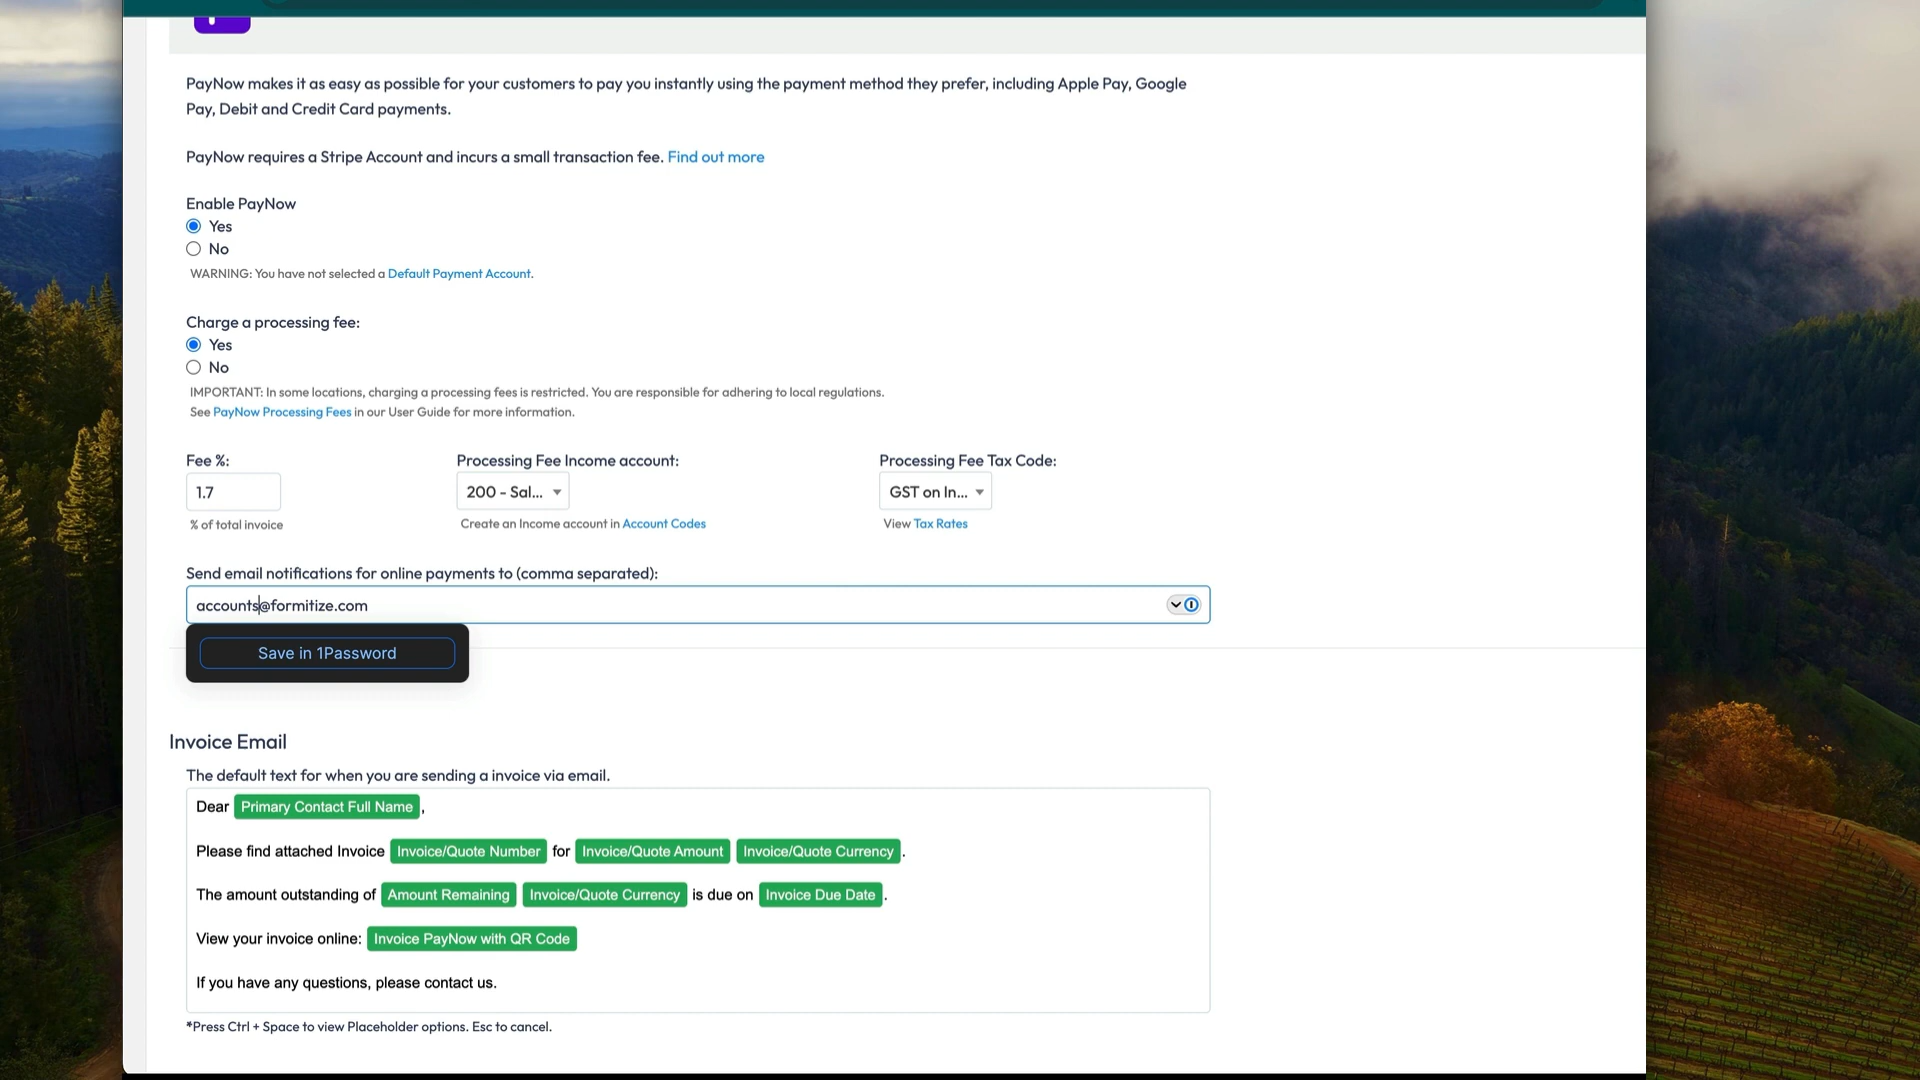 PayNow makes it as easy as possible for your customers to pay you instantly using the payment method they prefer, including Apple Pay, Google
Pay, Debit and Credit Card payments.
PayNow requires a Stripe Account and incurs a small transaction fee. Find out more
Enable PayNow
Yes
No
WARNING: You have not selected a Default Payment Account.
Charge a processing fee:
Yes
No
IMPORTANT: In some locations, charging a processing fees is restricted. You are responsible for adhering to local regulations.
See PayNow Processing Fees in our User Guide for more information.
Fee %: Processing Fee Income account: Processing Fee Tax Code:
1.7 200 - Sal... GST on In...
% of total invoice Create an Income account in Account Codes View Tax Rates
Send email notifications for online payments to (comma separated):
accounts@formitize.com
Save in 1Password
Invoice Email
The default text for when you are sending a invoice via email.
Dear Primary Contact Full Name ,
Please find attached Invoice Invoice/Quote Number for Invoice/Quote Amount Invoice/Quote Currency .
The amount outstanding of Amount Remaining Invoice/Quote Currency is due on Invoice Due Date .
View your invoice online: Invoice PayNow with QR Code
If you have any questions, please contact us.
*Press Ctrl + Space to view Placeholder options. Esc to cancel.